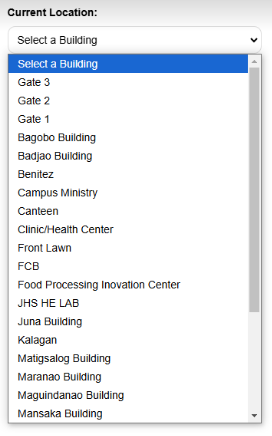 Current Location:
Select a Building
Select a Building
Gate 3
Gate 2
Gate 1
Bagobo Building
Badjao Building
Benitez
Campus Ministry
Canteen
Clinic/Health Center
Front Lawn
FCB
Food Processing Inovation Center
JHS HE LAB
Juna Building
Kalagan
Matigsalog Building
Maranao Building
Maguindanao Building
Mansaka Building